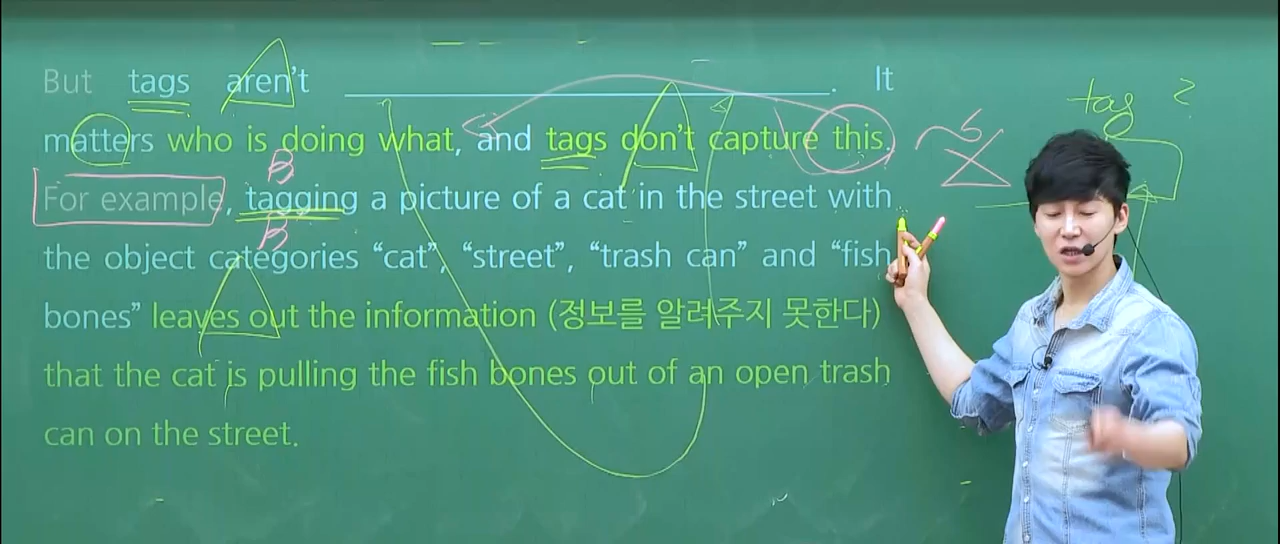 But tags aren't ____________. It
matters who is doing what, and tags don't capture this.
For example, tagging a picture of a cat in the street with
the object categories “cat”, “street”, “trash can” and “fish
bones” leaves out the information (정보를 알려주지 못한다)
that the cat is pulling the fish bones out of an open trash
can on the street.
tag ?
B
B
S